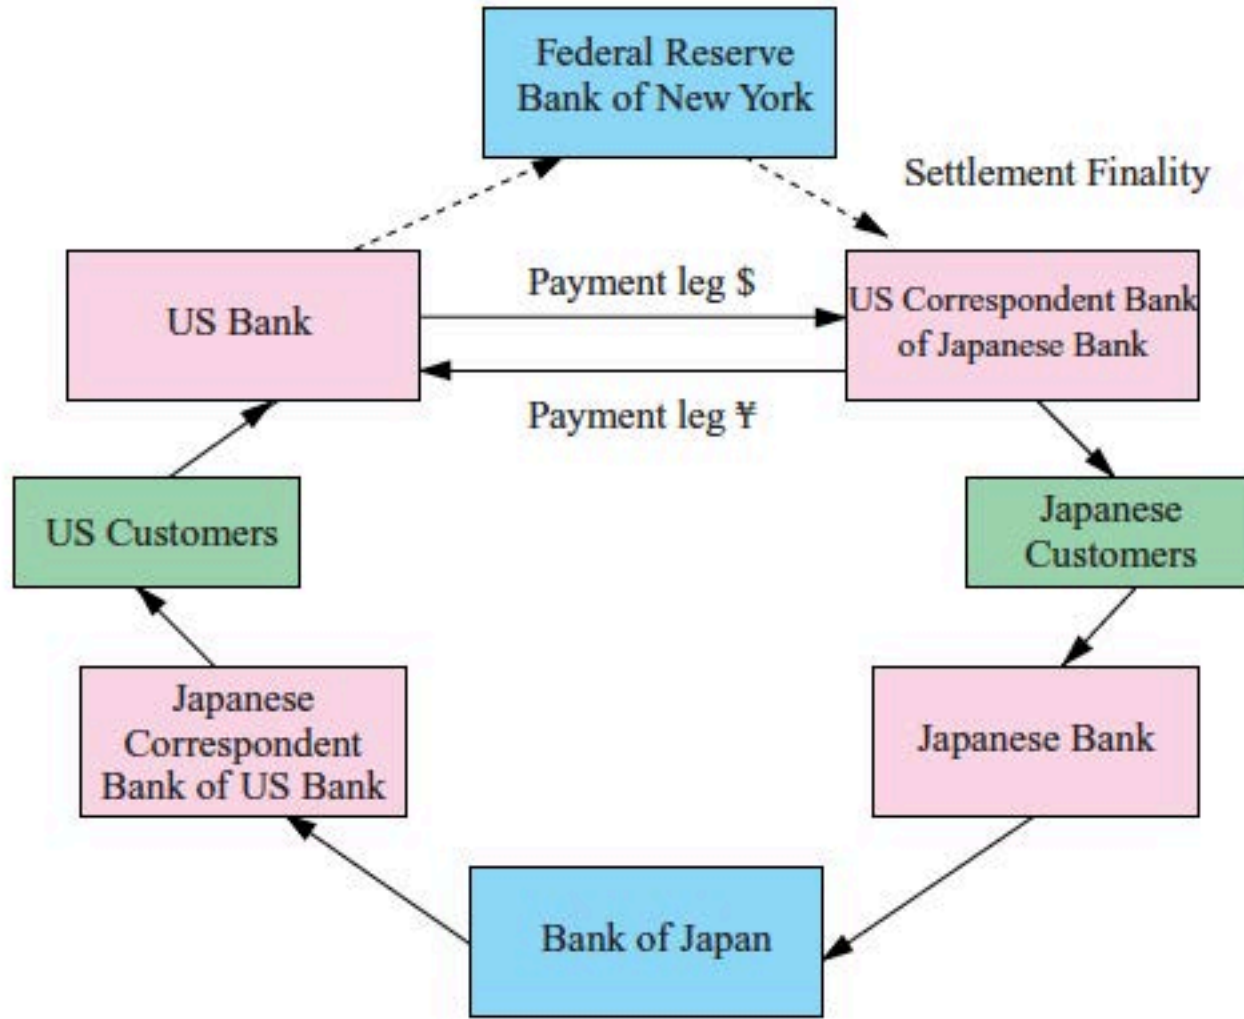 Federal Reserve
Bank of New York
Settlement Finality
US Bank
Payment leg $
US Correspondent Bank
of Japanese Bank
Payment leg ¥
US Customers
Japanese
Customers
Japanese
Correspondent
Bank of US Bank
Japanese Bank
Bank of Japan